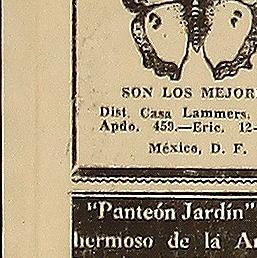 SON LOS MEJOR
Dist. Casa Lammers.
Apdo. 459.—Eric. 12-
México, D. F.
"Panteón Jardín"
hermoso de la A